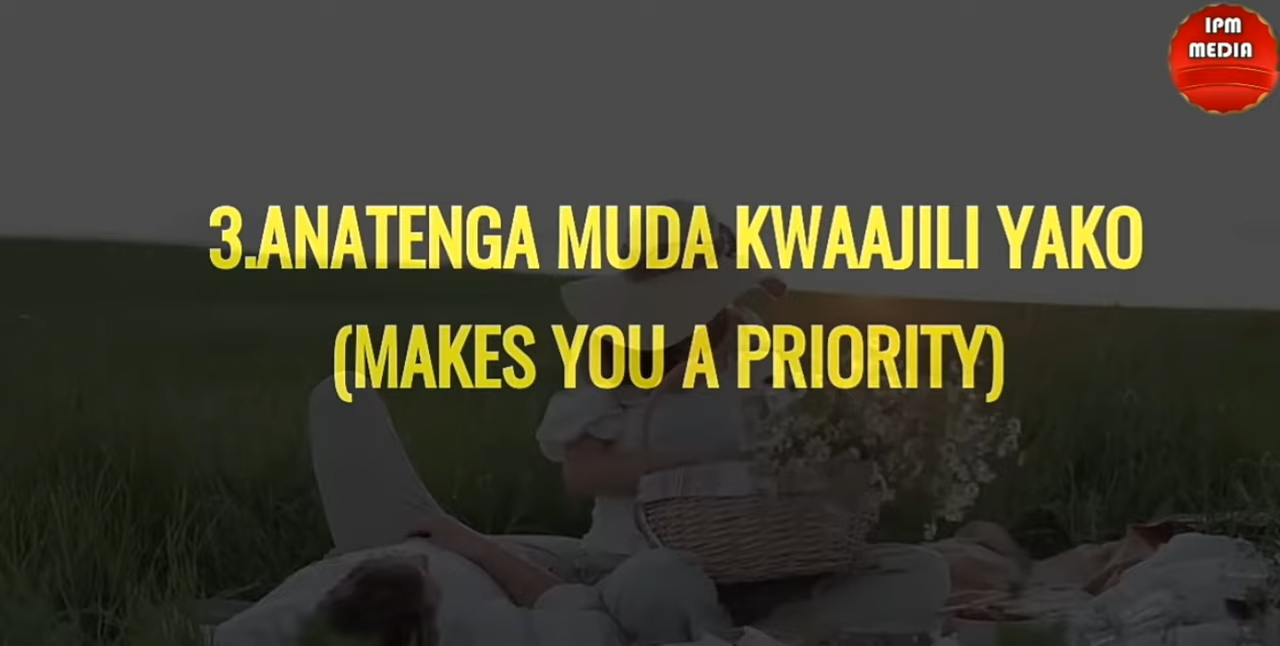 IPM
MEDIA
3.ANATENGA MUDA KWAAJILI YAKO
(MAKES YOU A PRIORITY)